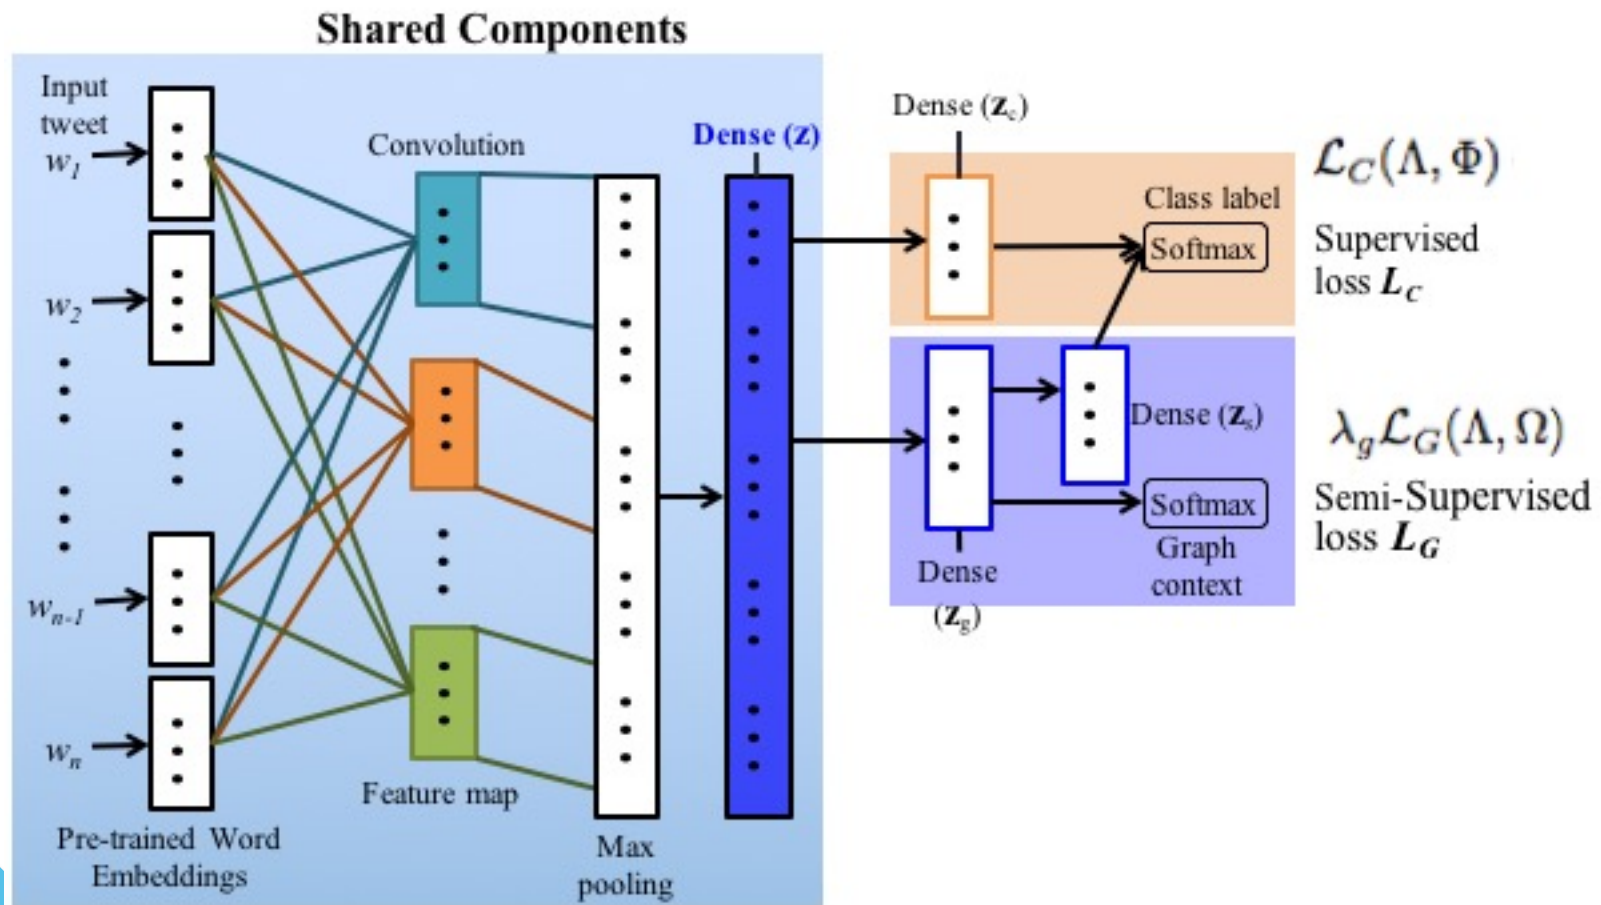 Shared Components
Input
tweet
w1
w2
wn-1
wn
Pre-trained Word
Embeddings
Convolution
Feature map
Max
pooling
Dense (z)
Dense (zc)
Class label
Softmax
Dense (zs)
Softmax
Graph
context
Dense
(zg)
ℒC(Λ, Φ)
Supervised
loss LC
λgℒG(Λ, Ω)
Semi-Supervised
loss LG